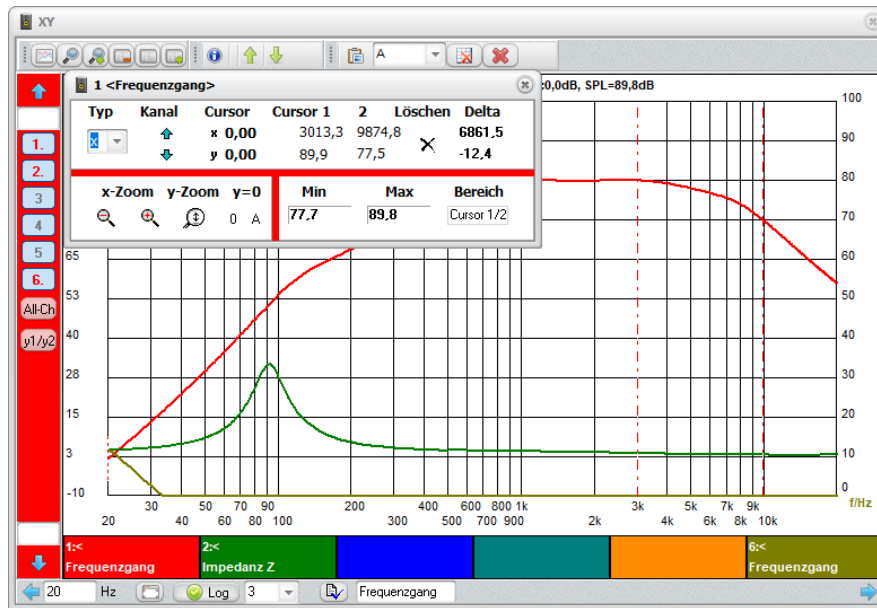 XY
A
1 <Frequenzgang>
:0,0dB, SPL=89,8dB
Typ Kanal Cursor Cursor 1 2 Löschen Delta
x x 0,00 3013,3 9874,8 6861,5
y 0,00 89,9 77,5 -12,4
x-Zoom y-Zoom y=0 Min Max Bereich
0 A 77,7 89,8 Cursor 1/2
1.
2.
3
4
5
6.
All-Ch
y1/y2
65
53
40
28
15
3
-10
100
90
80
70
60
50
40
30
20
10
0
30 50 70 90 200 400 600 800 1k 3k 5k 7k 9k f/Hz
20 40 60 80 100 300 500 700 900 2k 4k 6k 8k 10k
1:< 2:< 6:<
Frequenzgang Impedanz Z Frequenzgang
20 Hz Log 3 Frequenzgang